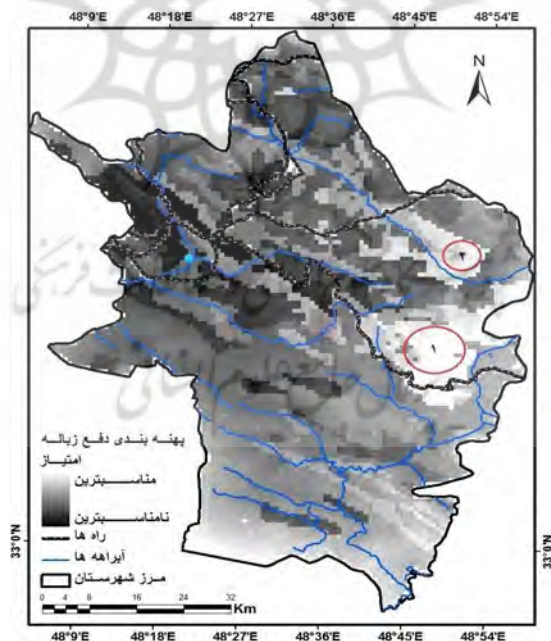 48°9'E 48°18'E 48°27'E 48°36'E 48°45'E 48°54'E
N
۲
۱
پهنه بندی دفع زباله
امتیاز
مناسبترین
نامناسبترین
راه ها
آبراهه ها
مرز شهرستان
0 4 8 16 24 32
Km
33°0'N 33°0'N
48°9'E 48°18'E 48°27'E 48°36'E 48°45'E 48°54'E